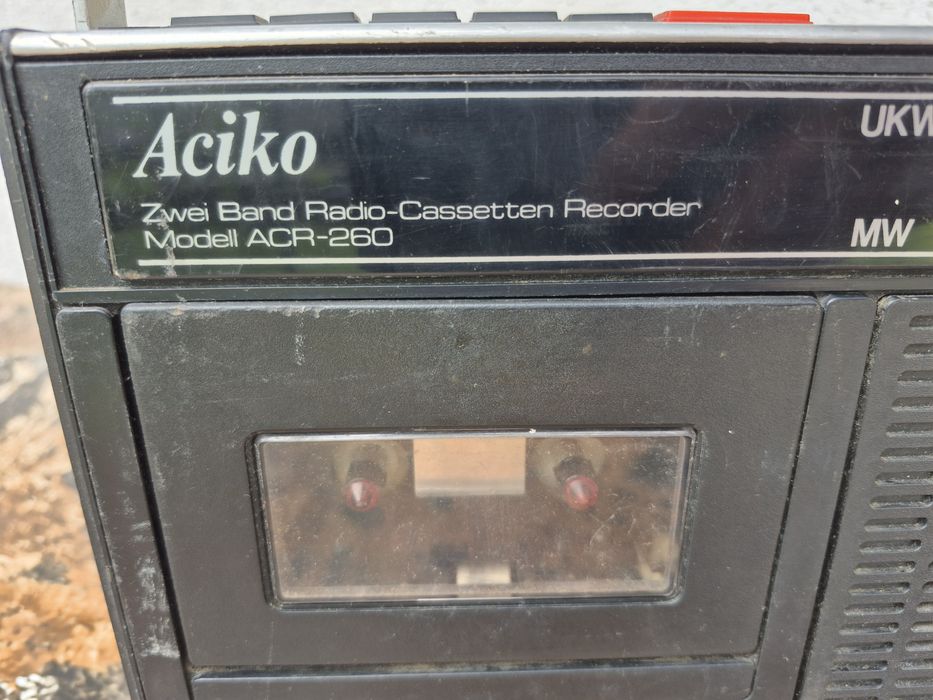 Aciko
Zwei Band Radio-Cassetten Recorder
Modell ACR-260
UKW
MW